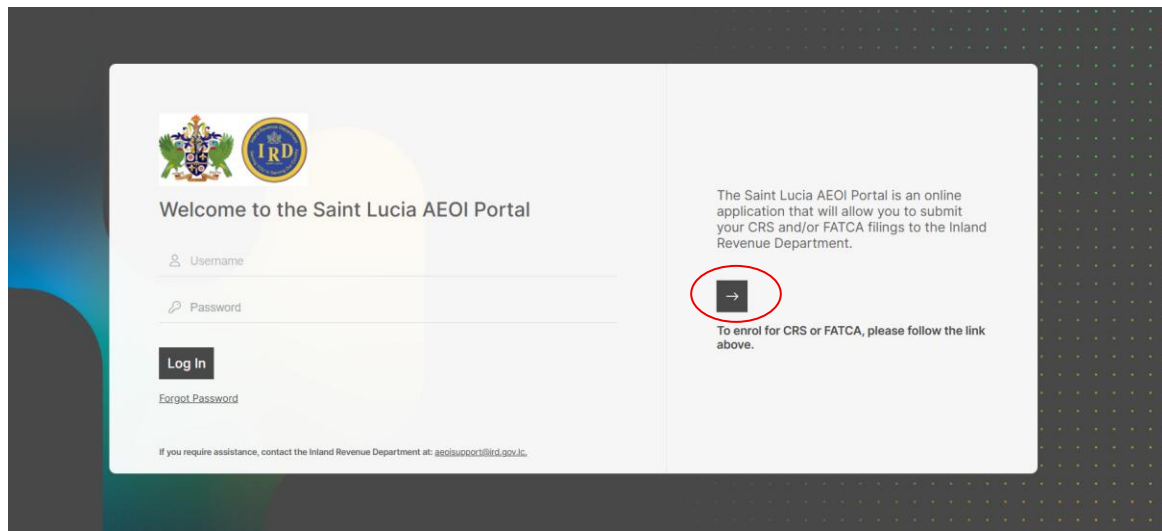 IRD
Welcome to the Saint Lucia AEOI Portal
Username
Password
Log In
Forgot Password
If you require assistance, contact the Inland Revenue Department at: aeoisupport@ird.gov.lc.
The Saint Lucia AEOI Portal is an online
application that will allow you to submit
your CRS and/or FATCA filings to the Inland
Revenue Department.
→
To enrol for CRS or FATCA, please follow the link
above.